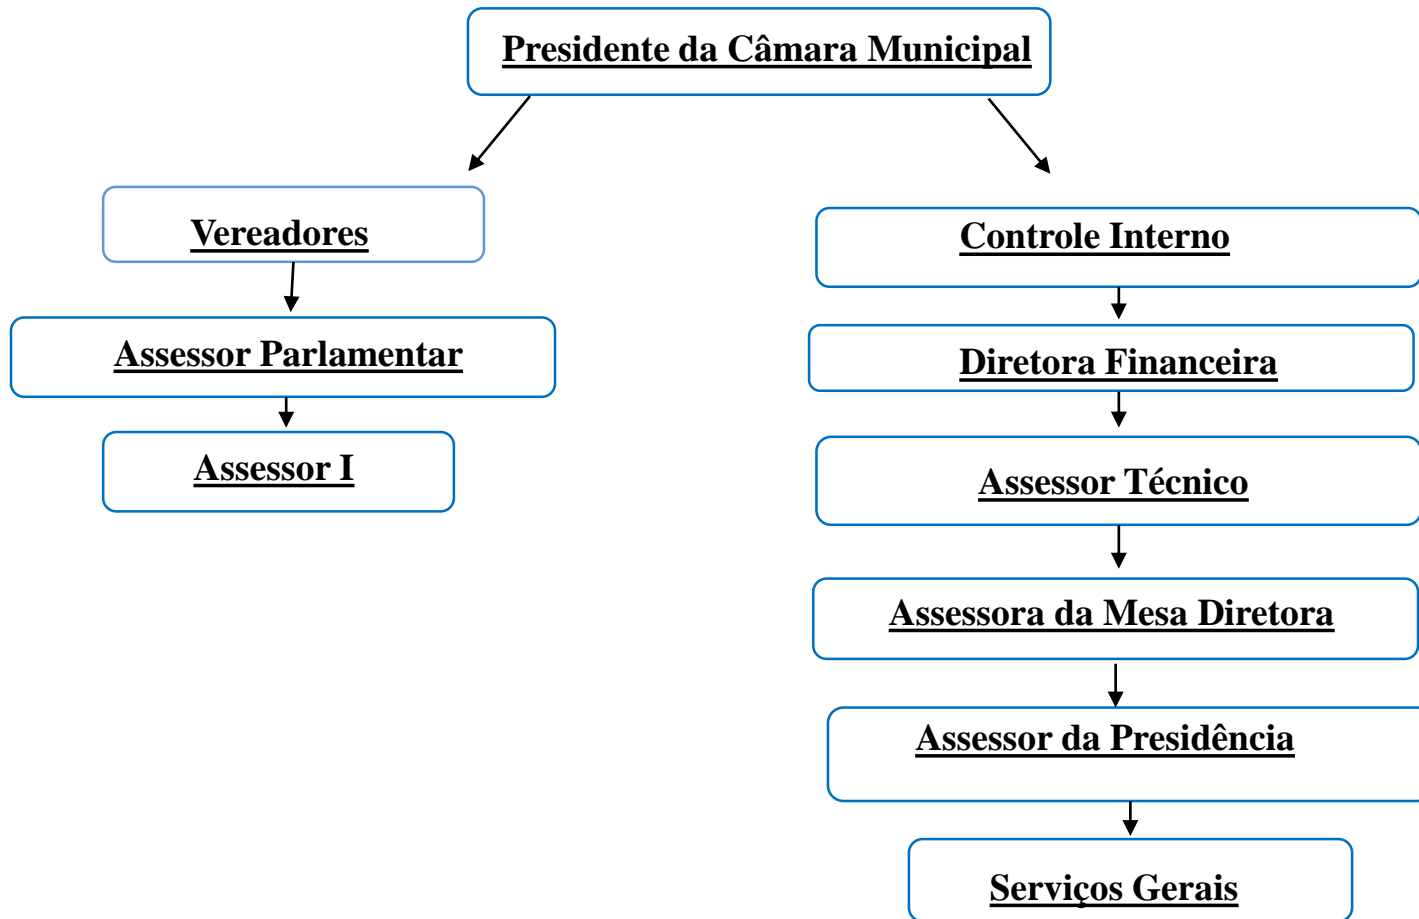 Presidente da Câmara Municipal
Vereadores
Assessor Parlamentar
Assessor I
Controle Interno
Diretora Financeira
Assessor Técnico
Assessora da Mesa Diretora
Assessor da Presidência
Serviços Gerais